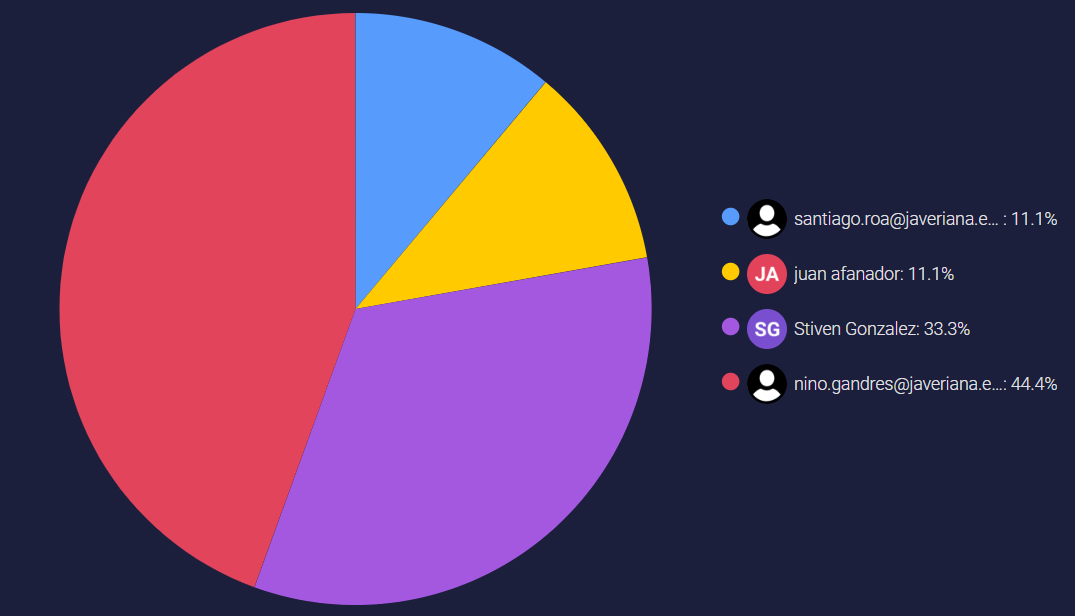 santiago.roa@javeriana.e... : 11.1%
JA juan afanador: 11.1%
SG Stiven Gonzalez: 33.3%
nino.gandres@javeriana.e...: 44.4%